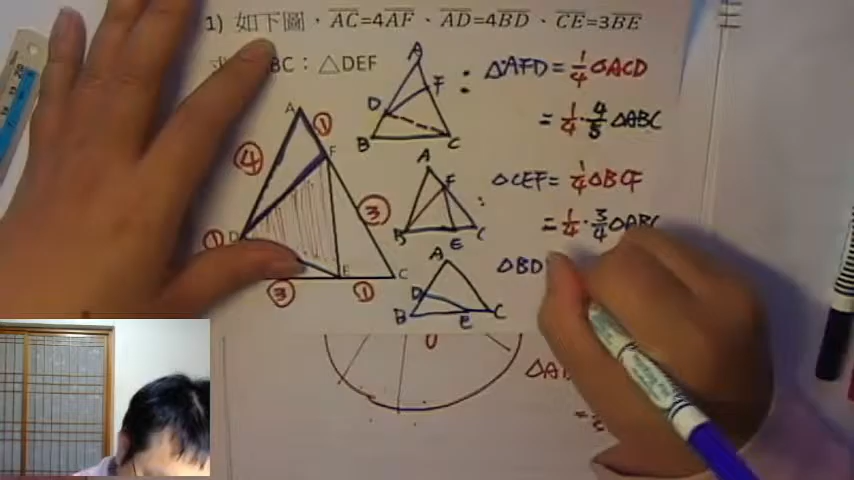 1) 如下圖，AC=4AF、AD=4BD、CE=3BE
BC：△DEF
A
F
D
B
C
:
△AFD = 1/4 △ACD
= 1/4 · 4/5 △ABC
A
F
B
E
C
:
△CEF = 1/4 △BCF
= 1/4 · 3/4 △ABC
A
D
B
E
C
△BD
A
①
F
④
③
①
D
E
C
③
①